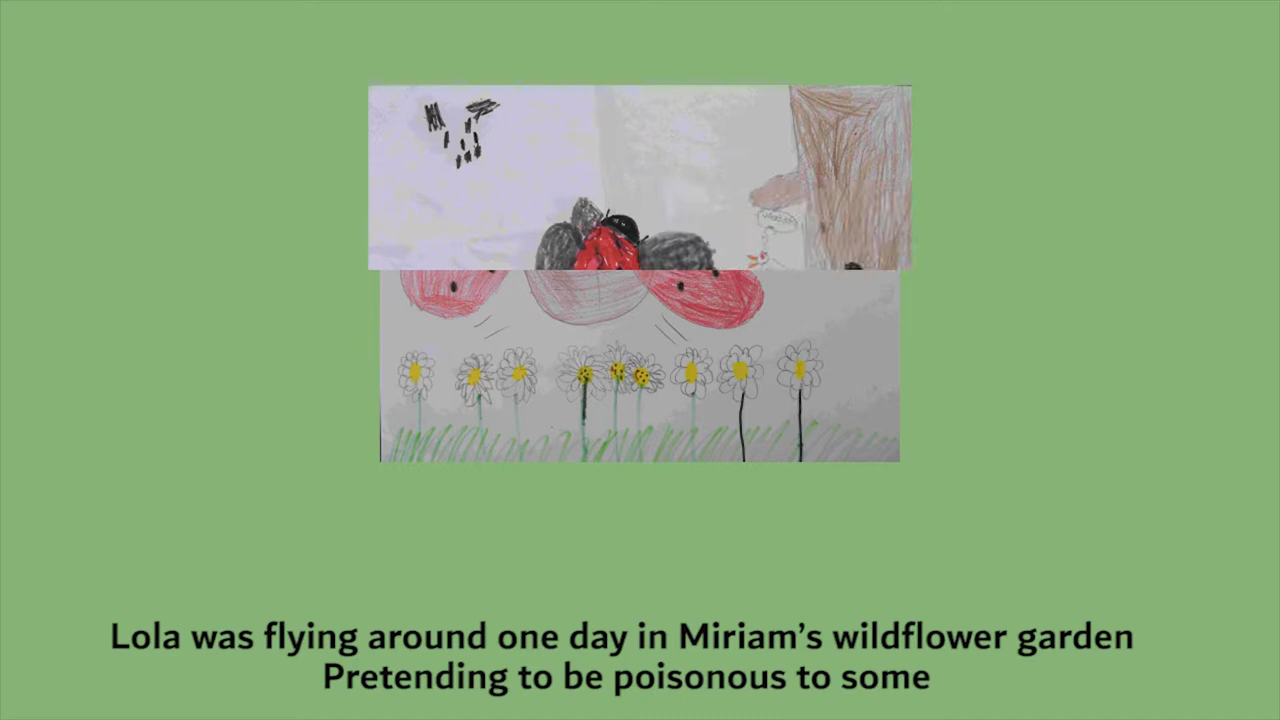 Lola was flying around one day in Miriam’s wildflower garden
Pretending to be poisonous to some